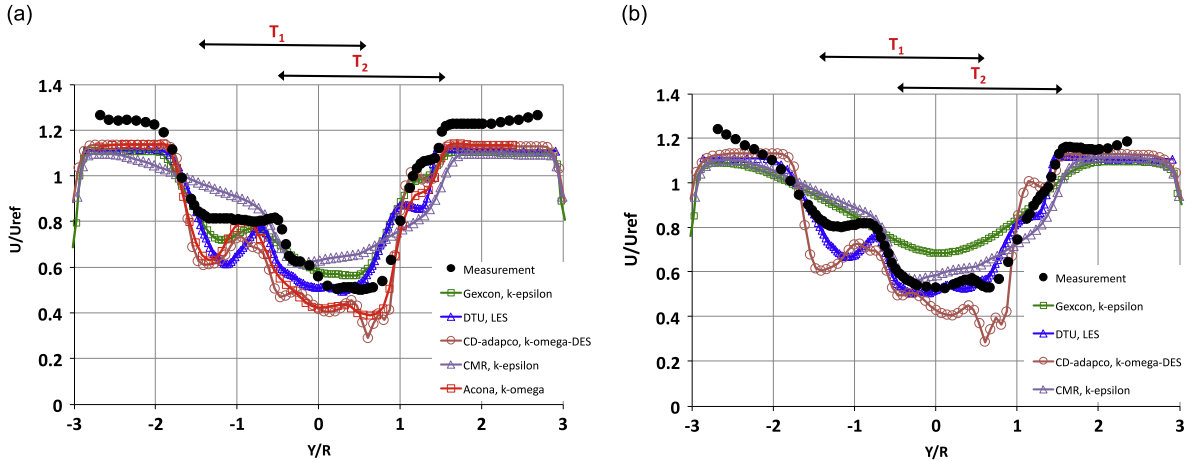 (a)
T1
T2
U/Uref
1.4
1.2
1
0.8
0.6
0.4
0.2
0
-3 -2 -1 0 1 2 3
Y/R
Measurement
Gexcon, k-epsilon
DTU, LES
CD-adapco, k-omega-DES
CMR, k-epsilon
Acona, k-omega
(b)
T1
T2
U/Uref
1.4
1.2
1
0.8
0.6
0.4
0.2
0
-3 -2 -1 0 1 2 3
Y/R
Measurement
Gexcon, k-epsilon
DTU, LES
CD-adapco, k-omega-DES
CMR, k-epsilon